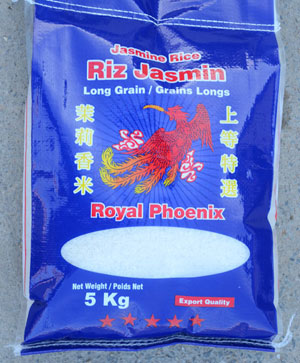 Jasmine Rice
Riz Jasmin
Long Grain / Grains Longs
茉莉香米
上等特選
Royal Phoenix
Net Weight / Poids Net
5 Kg
Export Quality